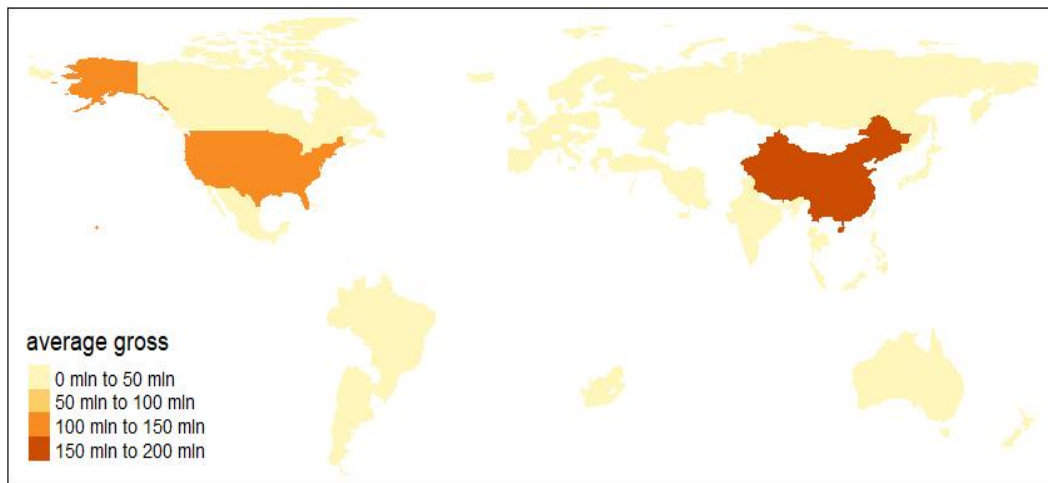 average gross
0 mln to 50 mln
50 mln to 100 mln
100 mln to 150 mln
150 mln to 200 mln